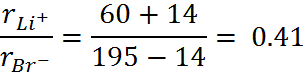 r_{Li^+} / r_{Br^-} = (60 + 14) / (195 − 14) = 0.41